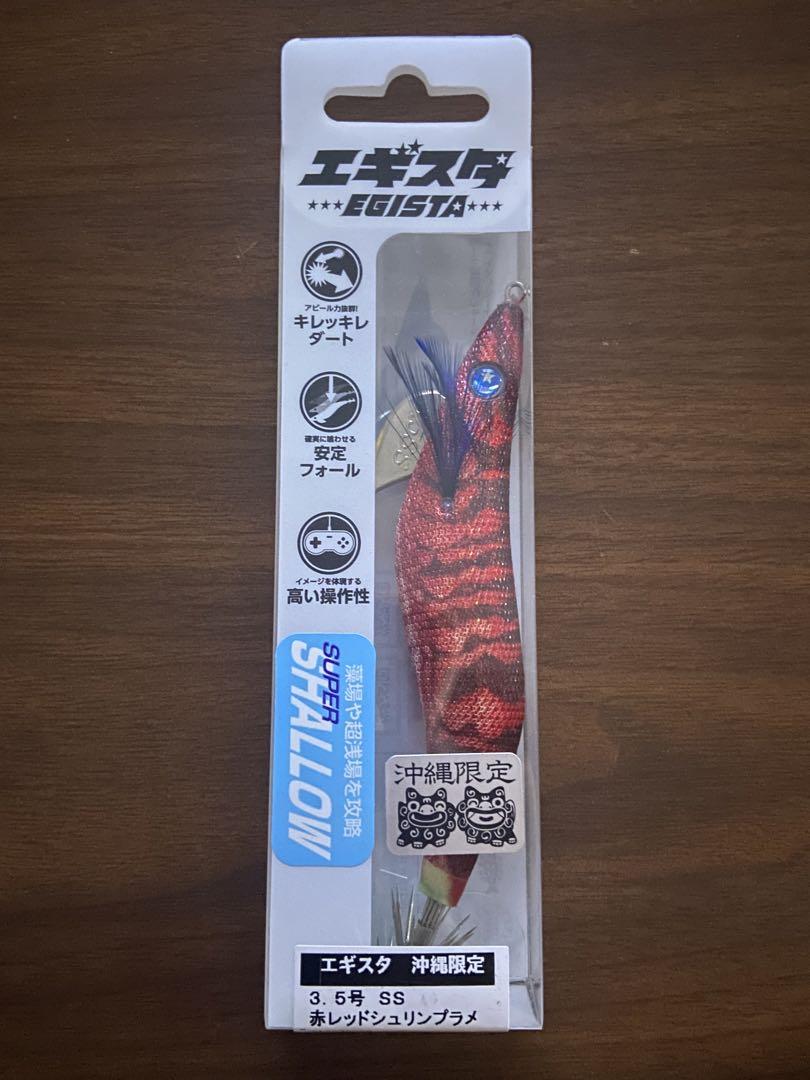 エギスタ
EGISTA
アピール力抜群!
キレッキレ
ダート
確実に喰わせる
安定
フォール
イメージを体現する
高い操作性
SUPER
SHALLOW
藻場や超浅場を攻略
沖縄限定
エギスタ 沖縄限定
3.5号 SS
赤レッドシュリンプラメ